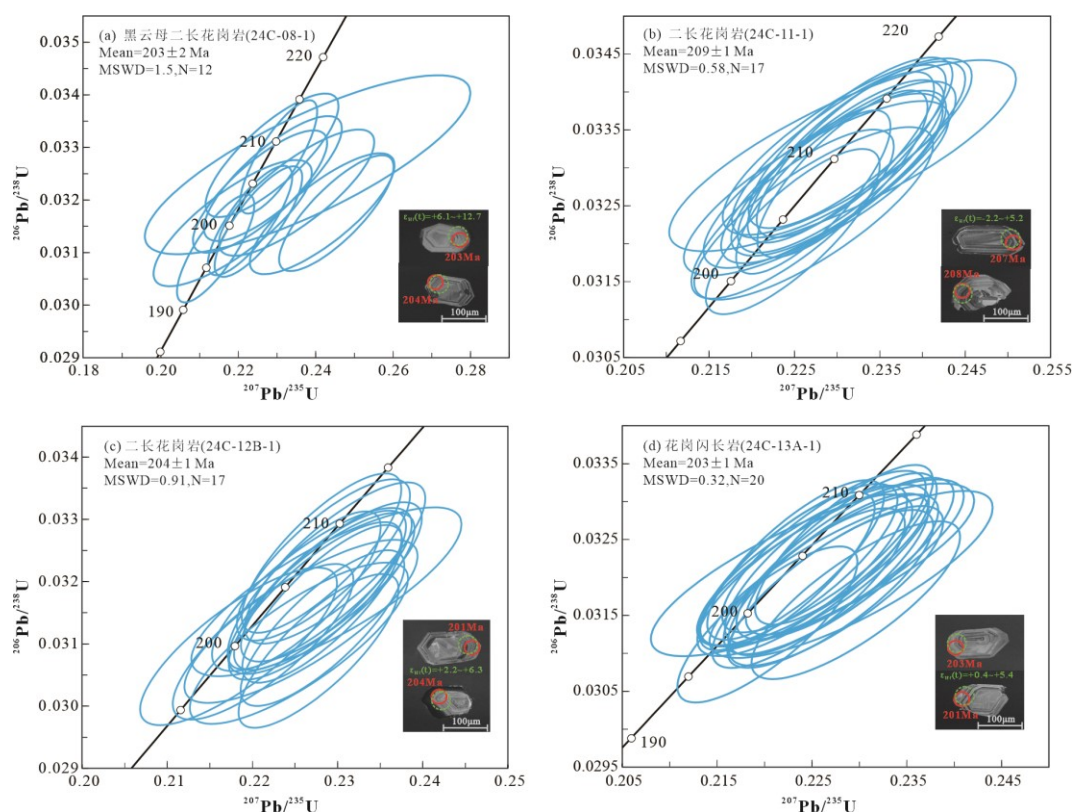 (a) 黑云母二长花岗岩(24C-08-1)
Mean=203±2 Ma
MSWD=1.5,N=12
0.035
0.034
0.033
0.032
0.031
0.030
0.029
²⁰⁶Pb/²³⁸U
220
210
200
190
εHf(t)=+6.1~+12.7
203Ma
204Ma
100μm
0.18
0.20
0.22
0.24
0.26
0.28
²⁰⁷Pb/²³⁵U
(b) 二长花岗岩(24C-11-1)
Mean=209±1 Ma
MSWD=0.58,N=17
0.0345
0.0335
0.0325
0.0315
0.0305
²⁰⁶Pb/²³⁸U
220
210
200
εHf(t)=-2.2~+5.2
207Ma
208Ma
100μm
0.205
0.215
0.225
0.235
0.245
0.255
²⁰⁷Pb/²³⁵U
(c) 二长花岗岩(24C-12B-1)
Mean=204±1 Ma
MSWD=0.91,N=17
0.034
0.033
0.032
0.031
0.030
0.029
²⁰⁶Pb/²³⁸U
210
200
201Ma
εHf(t)=+2.2~+6.3
204Ma
100μm
0.20
0.21
0.22
0.23
0.24
0.25
²⁰⁷Pb/²³⁵U
(d) 花岗闪长岩(24C-13A-1)
Mean=203±1 Ma
MSWD=0.32,N=20
0.0335
0.0325
0.0315
0.0305
0.0295
²⁰⁶Pb/²³⁸U
210
200
190
203Ma
εHf(t)=+0.4~+5.4
201Ma
100μm
0.205
0.215
0.225
0.235
0.245
²⁰⁷Pb/²³⁵U